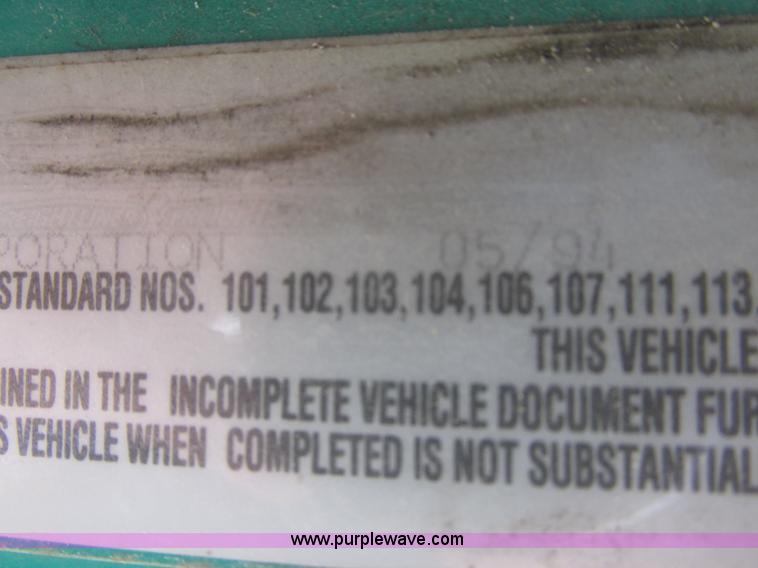 PORATION 05/94
STANDARD NOS. 101,102,103,104,106,107,111,113,
THIS VEHICLE
INED IN THE INCOMPLETE VEHICLE DOCUMENT FUR
S VEHICLE WHEN COMPLETED IS NOT SUBSTANTIAL
www.purplewave.com